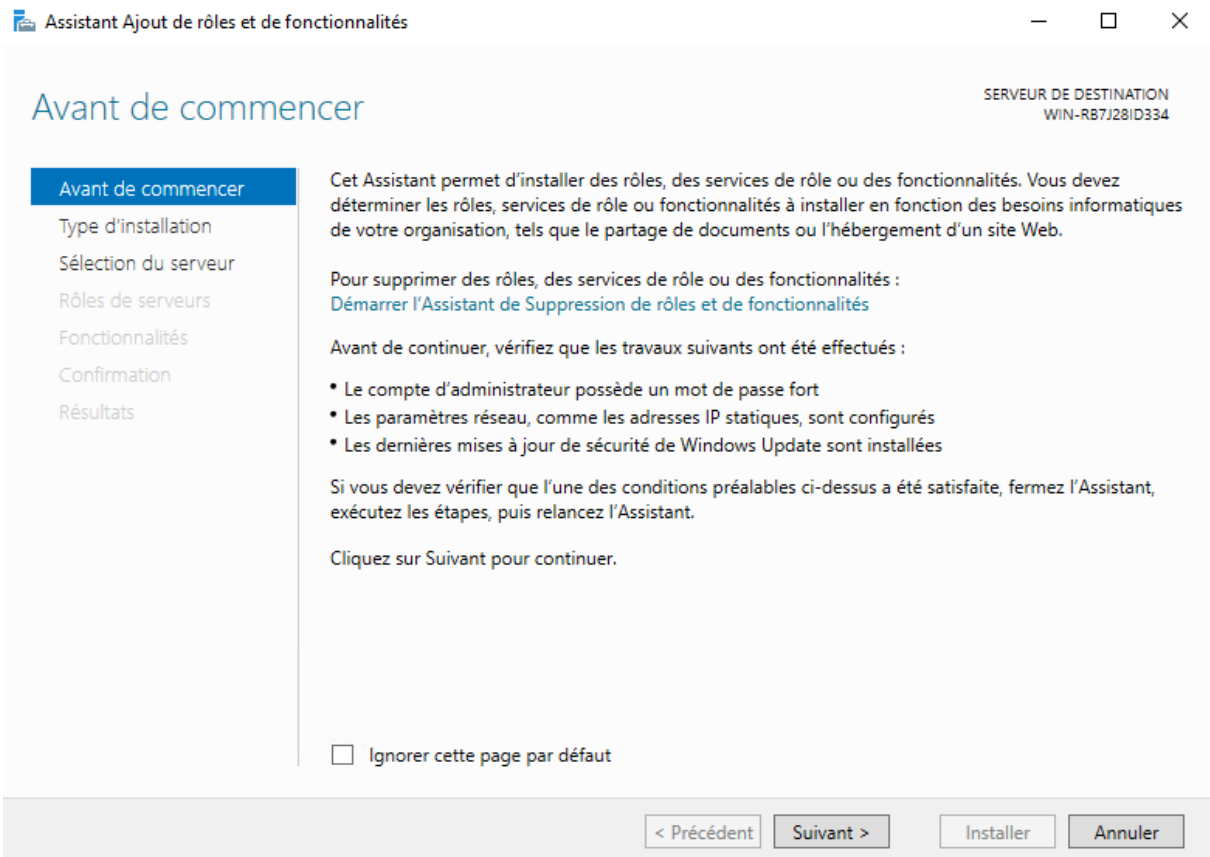 Assistant Ajout de rôles et de fonctionnalités
Avant de commencer
SERVEUR DE DESTINATION
WIN-RB7J28ID334
Avant de commencer
Type d'installation
Sélection du serveur
Rôles de serveurs
Fonctionnalités
Confirmation
Résultats
Cet Assistant permet d'installer des rôles, des services de rôle ou des fonctionnalités. Vous devez
déterminer les rôles, services de rôle ou fonctionnalités à installer en fonction des besoins informatiques
de votre organisation, tels que le partage de documents ou l'hébergement d'un site Web.
Pour supprimer des rôles, des services de rôle ou des fonctionnalités :
Démarrer l'Assistant de Suppression de rôles et de fonctionnalités
Avant de continuer, vérifiez que les travaux suivants ont été effectués :
• Le compte d'administrateur possède un mot de passe fort
• Les paramètres réseau, comme les adresses IP statiques, sont configurés
• Les dernières mises à jour de sécurité de Windows Update sont installées
Si vous devez vérifier que l'une des conditions préalables ci-dessus a été satisfaite, fermez l'Assistant,
exécutez les étapes, puis relancez l'Assistant.
Cliquez sur Suivant pour continuer.
Ignorer cette page par défaut
< Précédent
Suivant >
Installer
Annuler